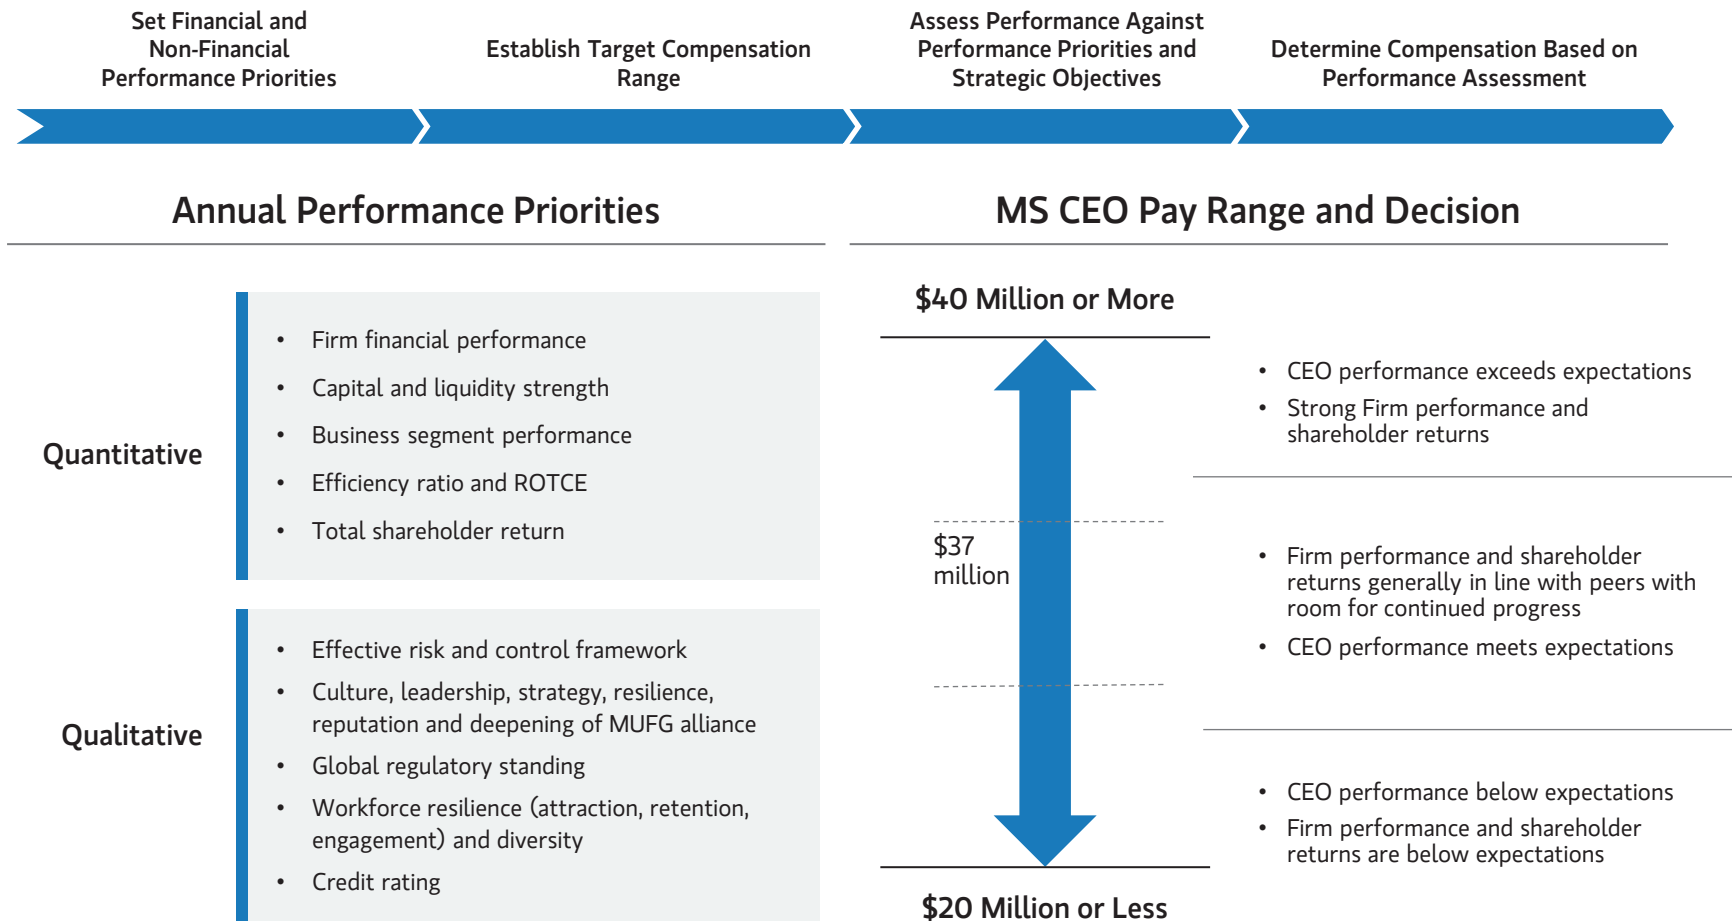 Set Financial and
Non-Financial
Performance Priorities
Establish Target Compensation
Range
Assess Performance Against
Performance Priorities and
Strategic Objectives
Determine Compensation Based on
Performance Assessment
Annual Performance Priorities
Quantitative
• Firm financial performance
• Capital and liquidity strength
• Business segment performance
• Efficiency ratio and ROTCE
• Total shareholder return
Qualitative
• Effective risk and control framework
• Culture, leadership, strategy, resilience,
reputation and deepening of MUFG alliance
• Global regulatory standing
• Workforce resilience (attraction, retention,
engagement) and diversity
• Credit rating
MS CEO Pay Range and Decision
$40 Million or More
$37
million
$20 Million or Less
• CEO performance exceeds expectations
• Strong Firm performance and
shareholder returns
• Firm performance and shareholder
returns generally in line with peers with
room for continued progress
• CEO performance meets expectations
• CEO performance below expectations
• Firm performance and shareholder
returns are below expectations